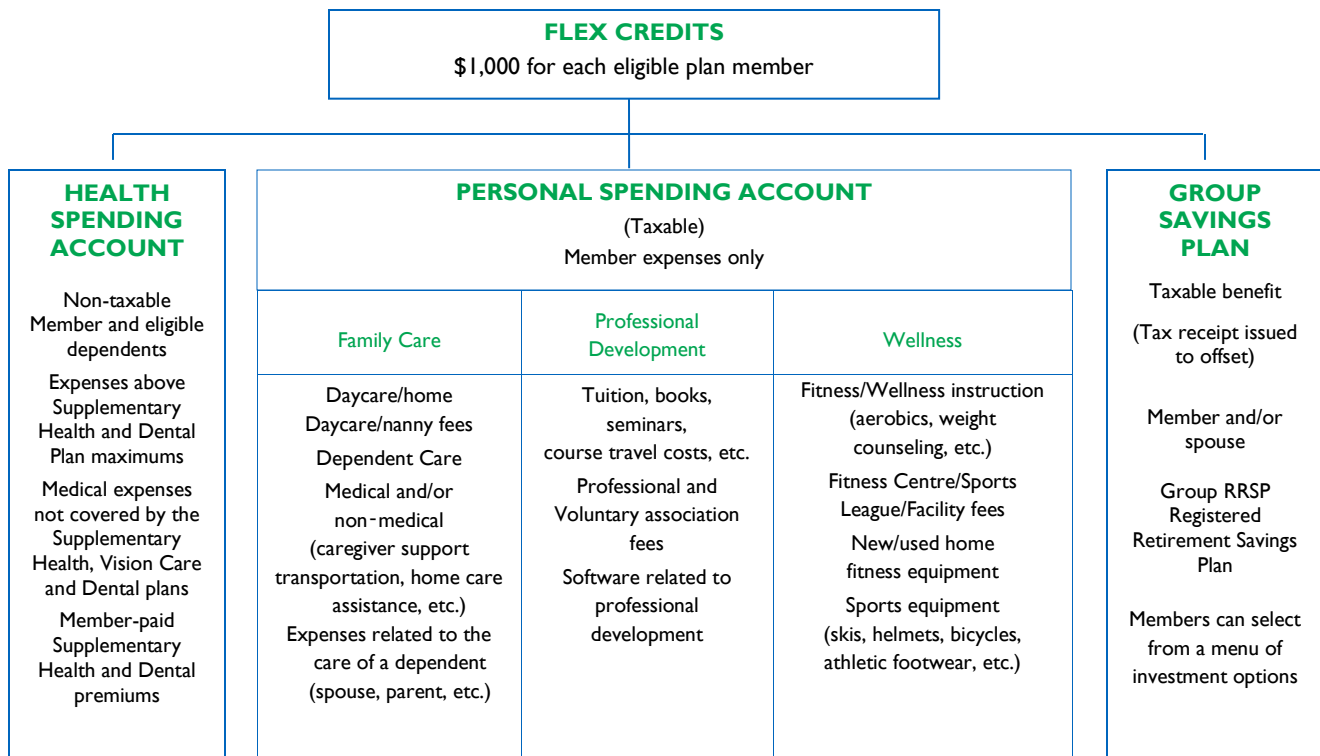 FLEX CREDITS
$1,000 for each eligible plan member
HEALTH
SPENDING
ACCOUNT
Non-taxable
Member and eligible
dependents
Expenses above
Supplementary
Health and Dental
Plan maximums
Medical expenses
not covered by the
Supplementary
Health, Vision Care
and Dental plans
Member-paid
Supplementary
Health and Dental
premiums
PERSONAL SPENDING ACCOUNT
(Taxable)
Member expenses only
Family Care
Daycare/home
Daycare/nanny fees
Dependent Care
Medical and/or
non-medical
(caregiver support
transportation, home care
assistance, etc.)
Expenses related to the
care of a dependent
(spouse, parent, etc.)
Professional
Development
Tuition, books,
seminars,
course travel costs, etc.
Professional and
Voluntary association
fees
Software related to
professional
development
Wellness
Fitness/Wellness instruction
(aerobics, weight
counseling, etc.)
Fitness Centre/Sports
League/Facility fees
New/used home
fitness equipment
Sports equipment
(skis, helmets, bicycles,
athletic footwear, etc.)
GROUP
SAVINGS
PLAN
Taxable benefit
(Tax receipt issued
to offset)
Member and/or
spouse
Group RRSP
Registered
Retirement Savings
Plan
Members can select
from a menu of
investment options